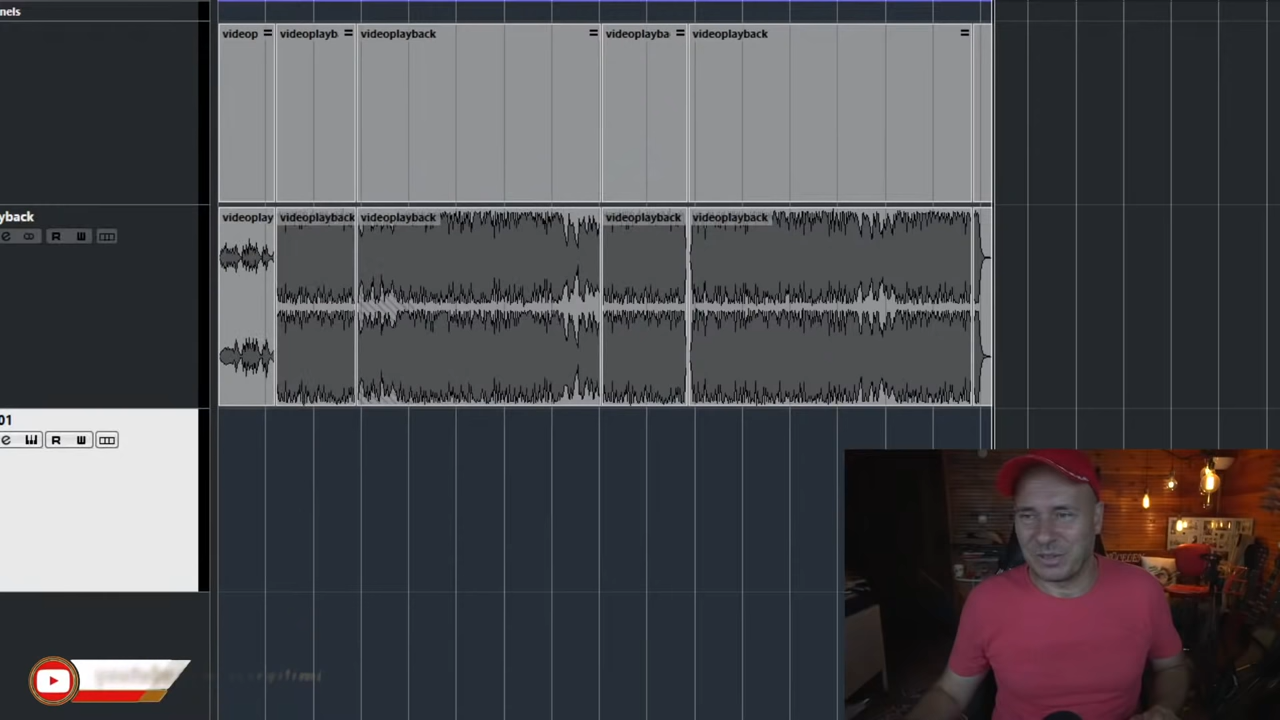 nels
videop
videoplayb
videoplayback
videoplayba
videoplayback
yback
videoplay
videoplayback
videoplayback
videoplayback
videoplayback
e R W
01
e R W